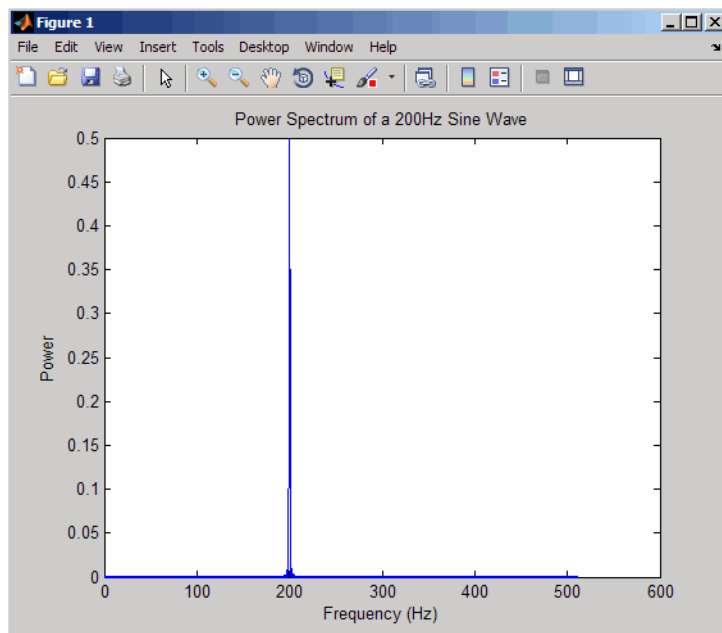 Figure 1
File Edit View Insert Tools Desktop Window Help
Power Spectrum of a 200Hz Sine Wave
0.5
0.45
0.4
0.35
0.3
0.25
0.2
0.15
0.1
0.05
0
Power
0 100 200 300 400 500 600
Frequency (Hz)